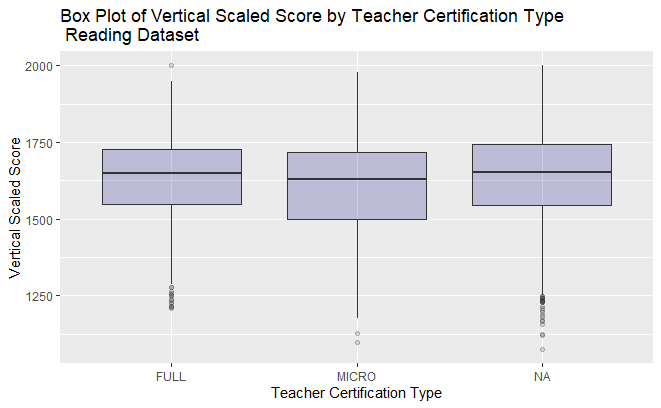 Box Plot of Vertical Scaled Score by Teacher Certification Type
Reading Dataset
Vertical Scaled Score
2000
1750
1500
1250
FULL
MICRO
NA
Teacher Certification Type